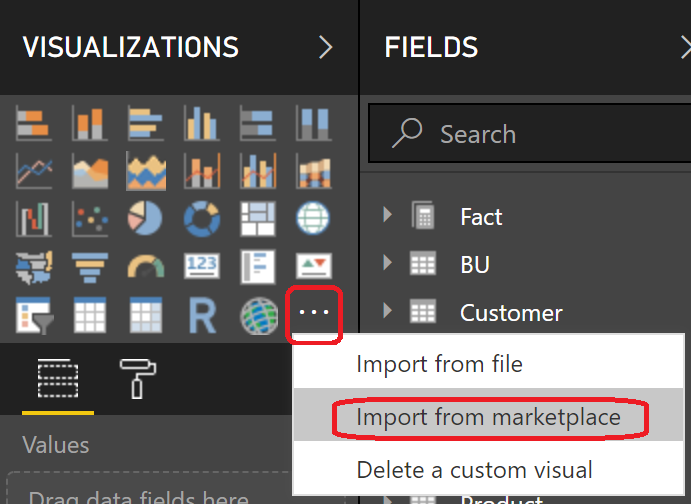 VISUALIZATIONS
FIELDS
Search
Fact
BU
Customer
123
R
...
Import from file
Import from marketplace
Delete a custom visual
Values
Drag data fields here
Product